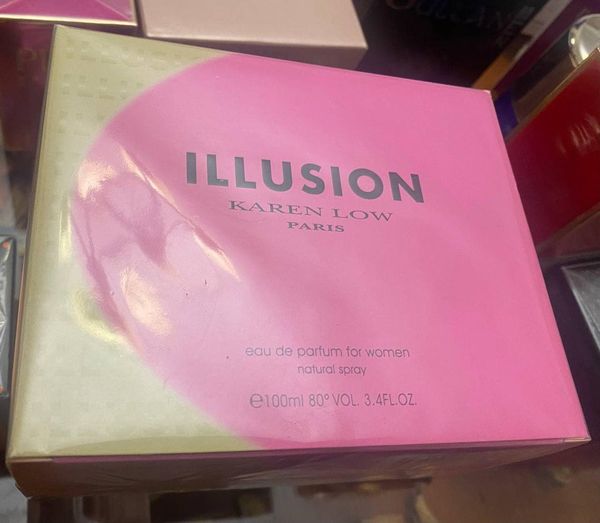 ILLUSION
KAREN LOW
PARIS
eau de parfum for women
natural spray
℮100ml 80° VOL. 3.4FL.OZ.